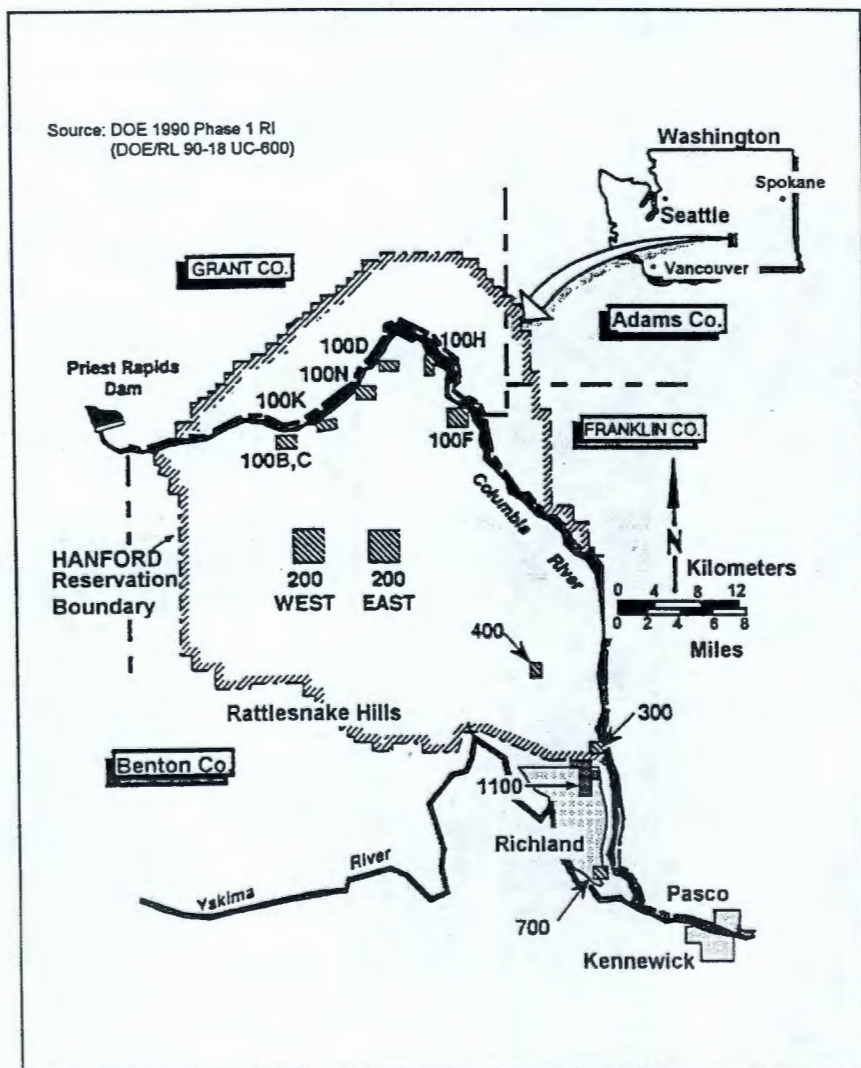 Source: DOE 1990 Phase 1 RI
(DOE/RL 90-18 UC-600)
Washington
Spokane
Seattle
Vancouver
GRANT CO.
Adams Co.
Priest Rapids
Dam
100D
100H
100N
100K
100F
100B,C
FRANKLIN CO.
Columbia
River
N
HANFORD
Reservation
Boundary
200
WEST
200
EAST
Kilometers
0 4 8 12
0 2 4 6 8
Miles
400
Rattlesnake Hills
300
Benton Co.
1100
Richland
Yakima
River
700
Pasco
Kennewick